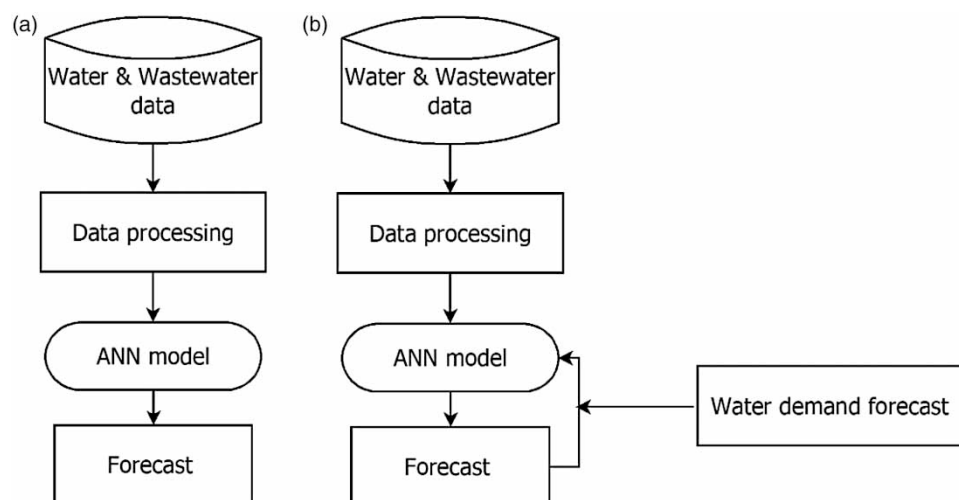 (a)
Water & Wastewater
data
Data processing
ANN model
Forecast
(b)
Water & Wastewater
data
Data processing
ANN model
Forecast
Water demand forecast